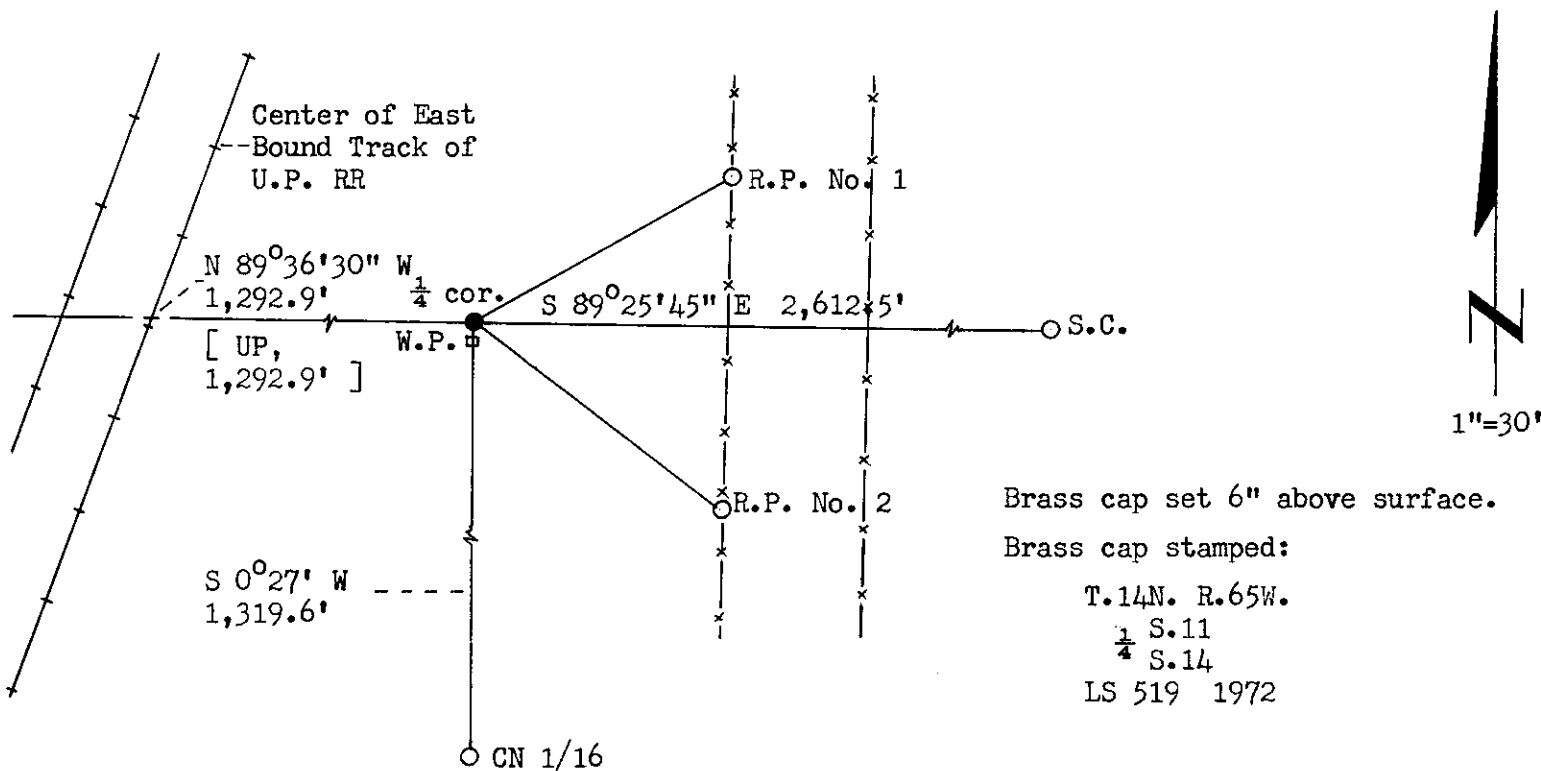 Center of East
Bound Track of
U.P. RR
R.P. No. 1
N 89°36'30" W
1,292.9'
1/4 cor.
S 89°25'45" E 2,612.5'
S.C.
[ UP,
1,292.9' ]
W.P.
N
1"=30'
R.P. No. 2
Brass cap set 6" above surface.
Brass cap stamped:
T.14N. R.65W.
1/4 S.11
S.14
LS 519 1972
S 0°27' W
1,319.6'
CN 1/16